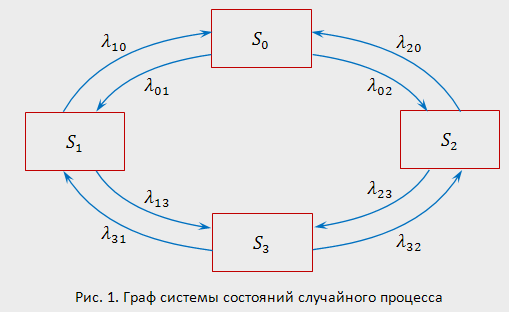 S₀
λ₁₀
λ₂₀
λ₀₁
λ₀₂
S₁
S₂
λ₁₃
λ₂₃
λ₃₁
S₃
λ₃₂
Рис. 1. Граф системы состояний случайного процесса